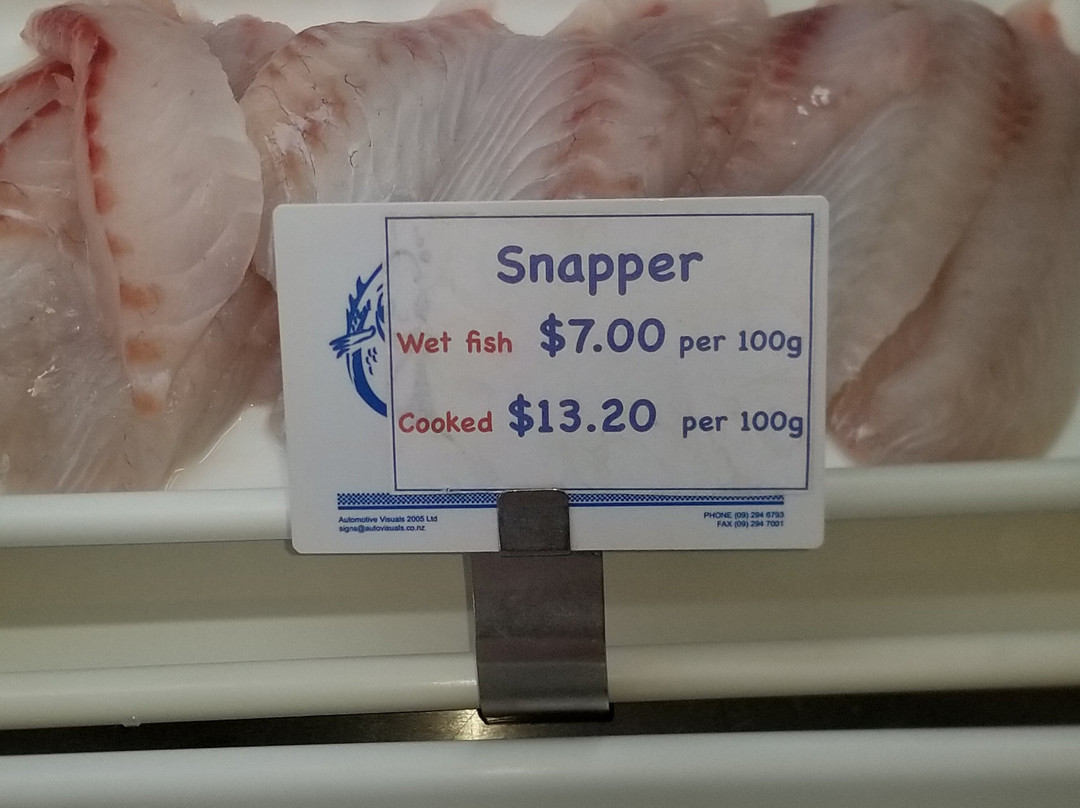 Snapper
Wet fish $7.00 per 100g
Cooked $13.20 per 100g
Automotive Visuals 2005 Ltd
signs@autovisuals.co.nz
PHONE (09) 294 6793
FAX (09) 294 7001